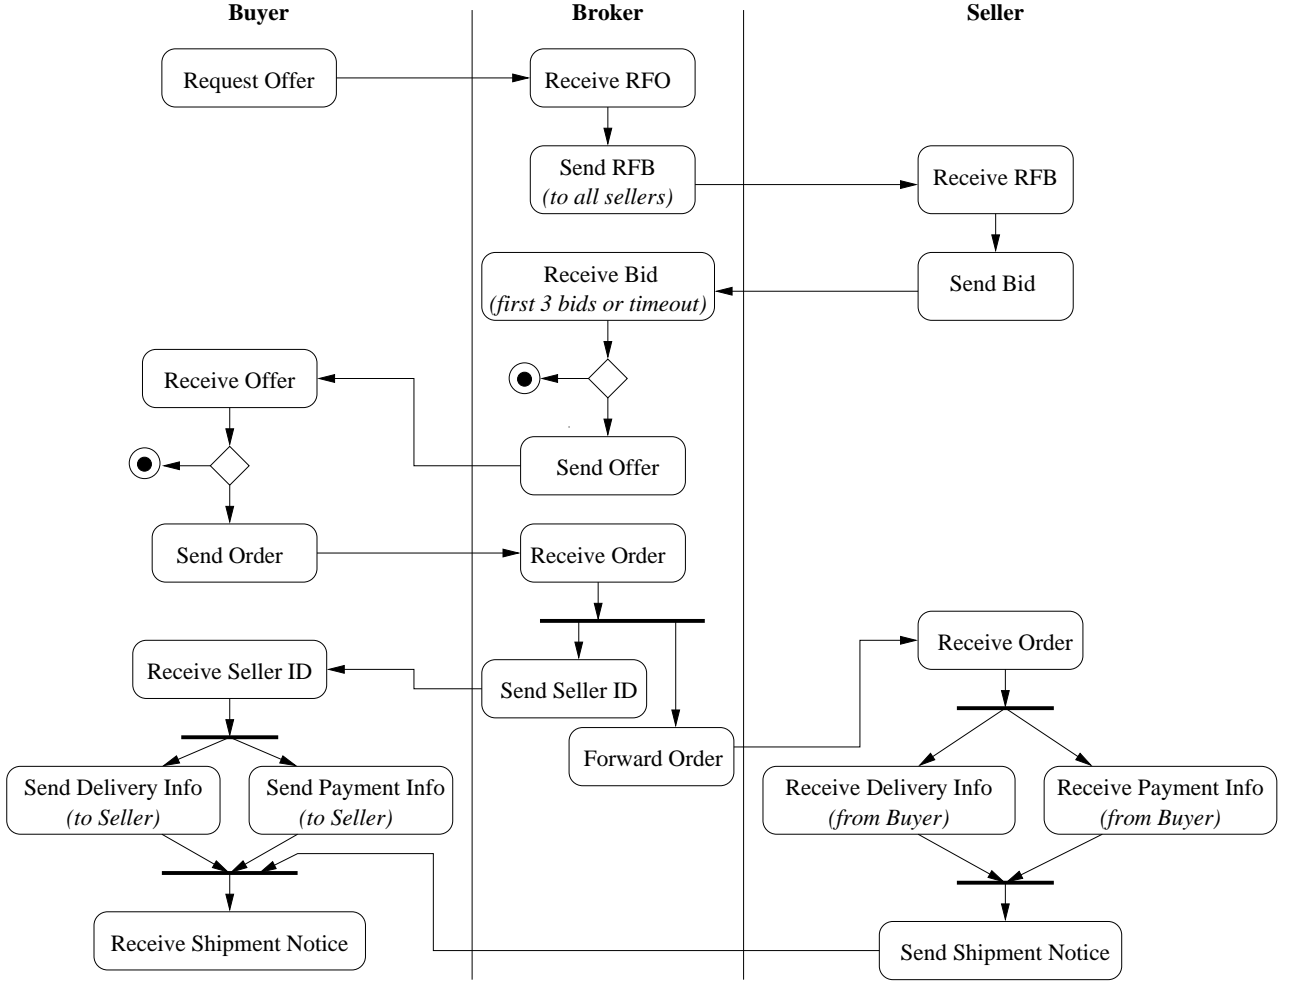 Buyer
Broker
Seller
Request Offer
Receive RFO
Send RFB
(to all sellers)
Receive RFB
Receive Bid
(first 3 bids or timeout)
Send Bid
Receive Offer
Send Offer
Send Order
Receive Order
Receive Order
Receive Seller ID
Send Seller ID
Forward Order
Send Delivery Info
(to Seller)
Send Payment Info
(to Seller)
Receive Delivery Info
(from Buyer)
Receive Payment Info
(from Buyer)
Receive Shipment Notice
Send Shipment Notice